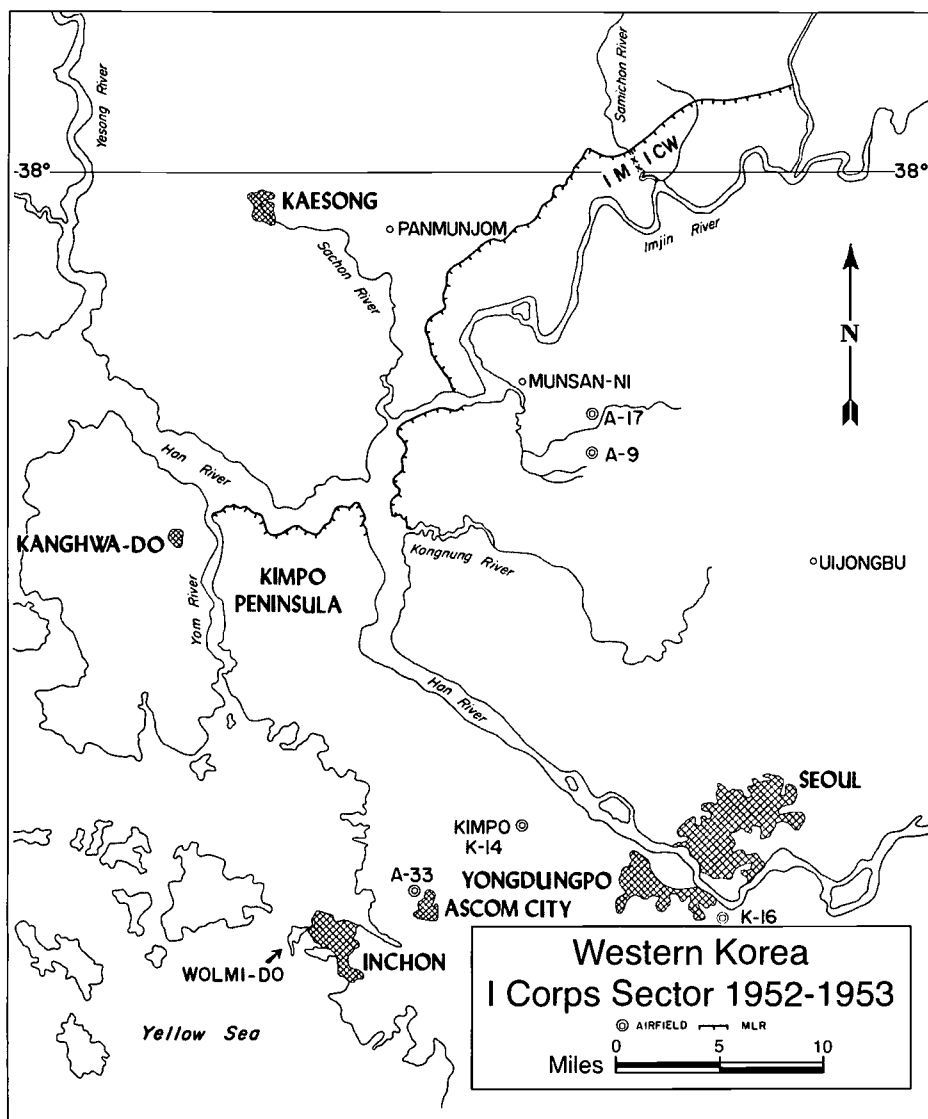 Yesong River
Samichon River
38°
38°
I M
xx
I CW
KAESONG
PANMUNJOM
Sachon River
Imjin River
N
MUNSAN-NI
A-17
A-9
Han River
KANGHWA-DO
KIMPO
PENINSULA
Yom River
Kongnung River
UIJONGBU
Han River
SEOUL
KIMPO
K-14
A-33
YONGDUNGPO
ASCOM CITY
K-16
WOLMI-DO
INCHON
Yellow Sea
Western Korea
I Corps Sector 1952-1953
AIRFIELD MLR
0 5 10
Miles